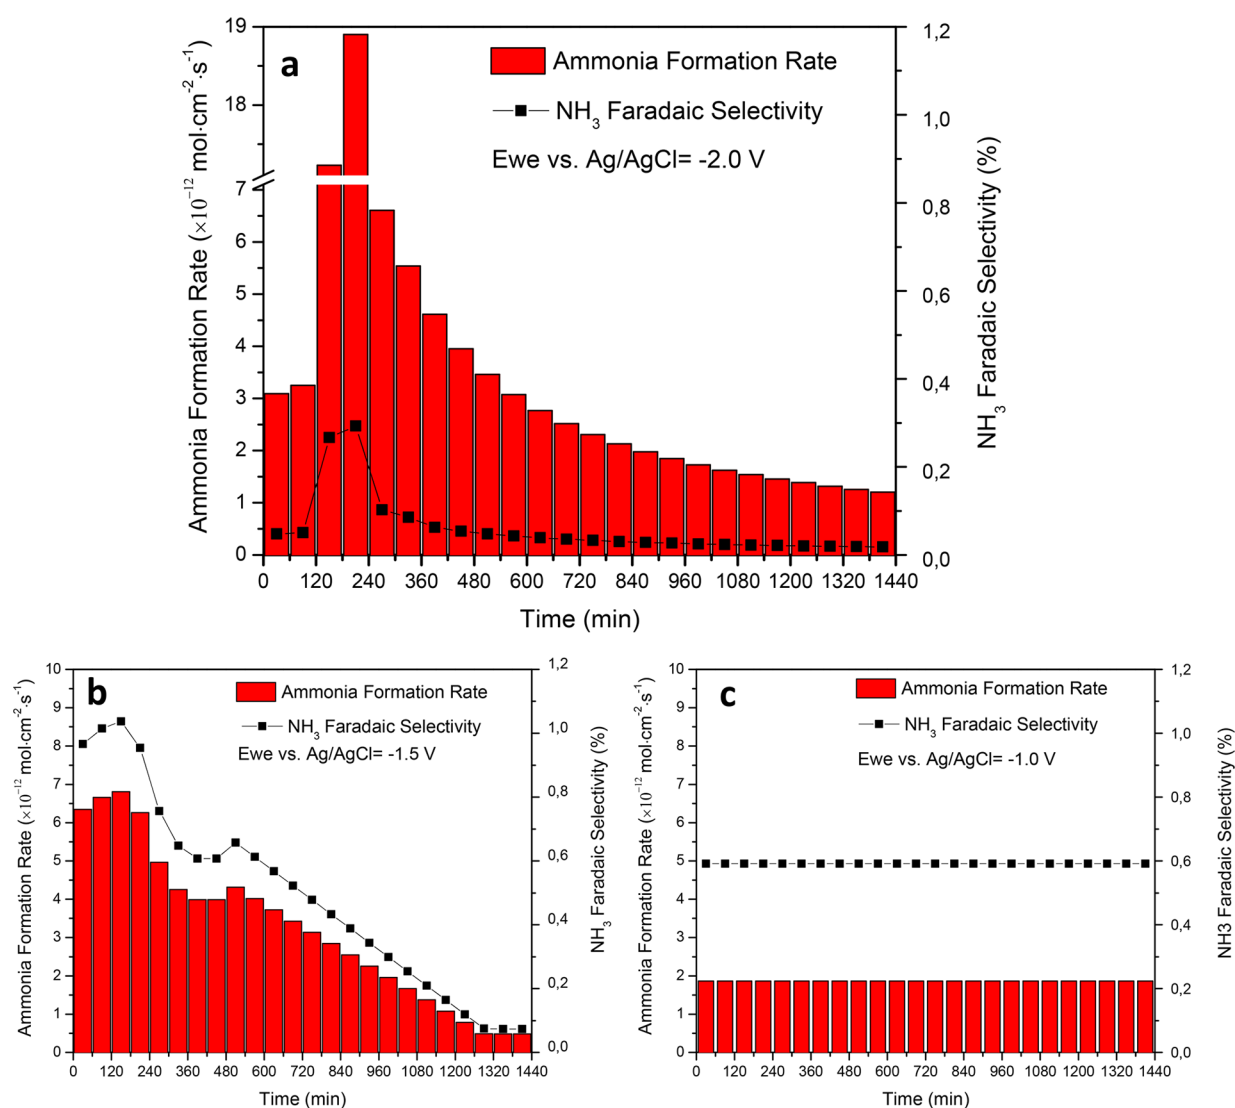 a
Ammonia Formation Rate
NH3 Faradaic Selectivity
Ewe vs. Ag/AgCl= -2.0 V
Ammonia Formation Rate (×10⁻¹² mol·cm⁻²·s⁻¹)
19
18
7
6
5
4
3
2
1
0
1,2
1,0
0,8
0,6
0,4
0,2
0,0
NH3 Faradaic Selectivity (%)
0 120 240 360 480 600 720 840 960 1080 1200 1320 1440
Time (min)
b
Ammonia Formation Rate
NH3 Faradaic Selectivity
Ewe vs. Ag/AgCl= -1.5 V
Ammonia Formation Rate (×10⁻¹² mol·cm⁻²·s⁻¹)
10
9
8
7
6
5
4
3
2
1
0
1,2
1,0
0,8
0,6
0,4
0,2
0,0
NH3 Faradaic Selectivity (%)
0 120 240 360 480 600 720 840 960 1080 1200 1320 1440
Time (min)
c
Ammonia Formation Rate
NH3 Faradaic Selectivity
Ewe vs. Ag/AgCl= -1.0 V
Ammonia Formation Rate (×10⁻¹² mol·cm⁻²·s⁻¹)
10
9
8
7
6
5
4
3
2
1
0
1,2
1,0
0,8
0,6
0,4
0,2
0,0
NH3 Faradaic Selectivity (%)
0 120 240 360 480 600 720 840 960 1080 1200 1320 1440
Time (min)